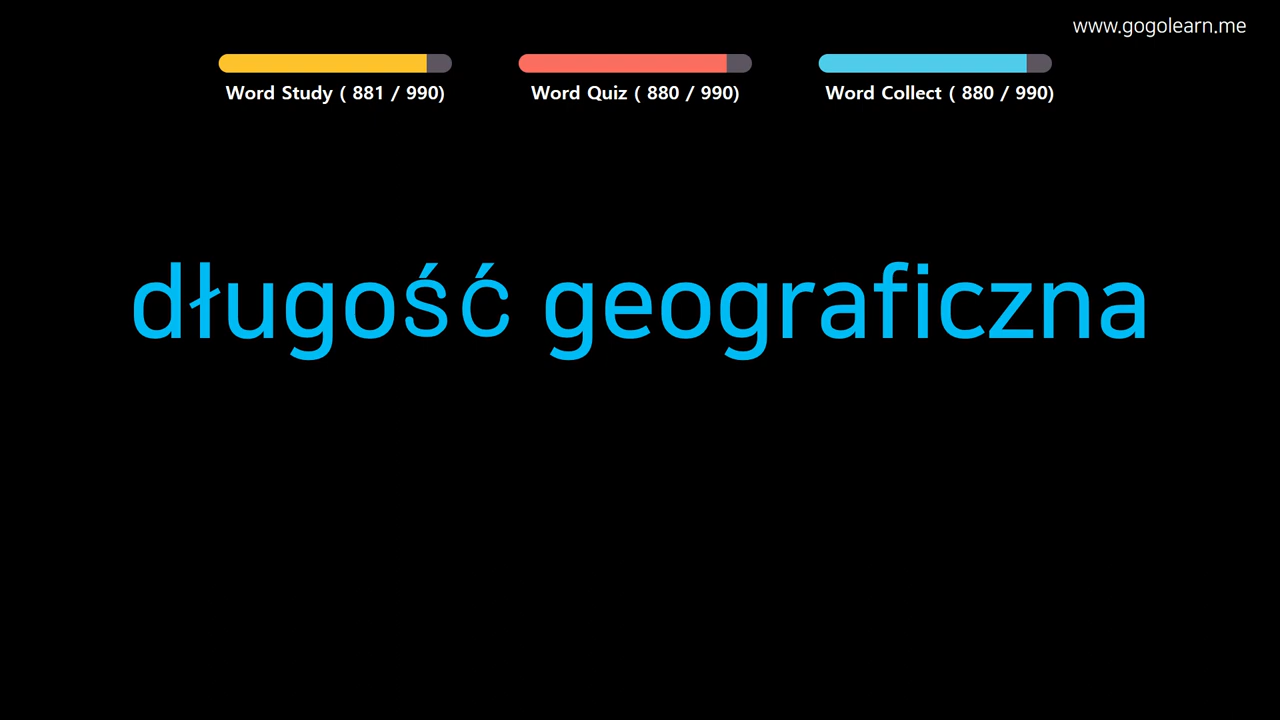 www.gogolearn.me
Word Study ( 881 / 990)
Word Quiz ( 880 / 990)
Word Collect ( 880 / 990)
długość geograficzna